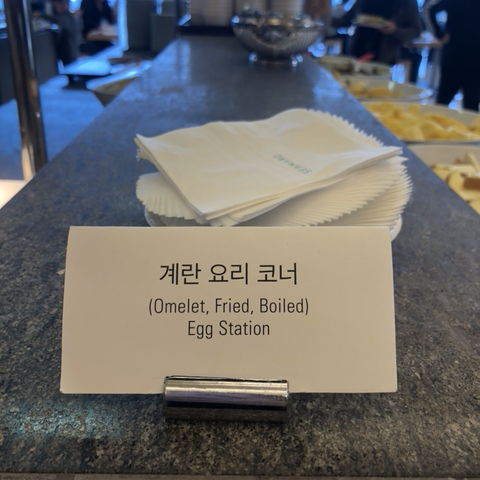 계란 요리 코너
(Omelet, Fried, Boiled)
Egg Station